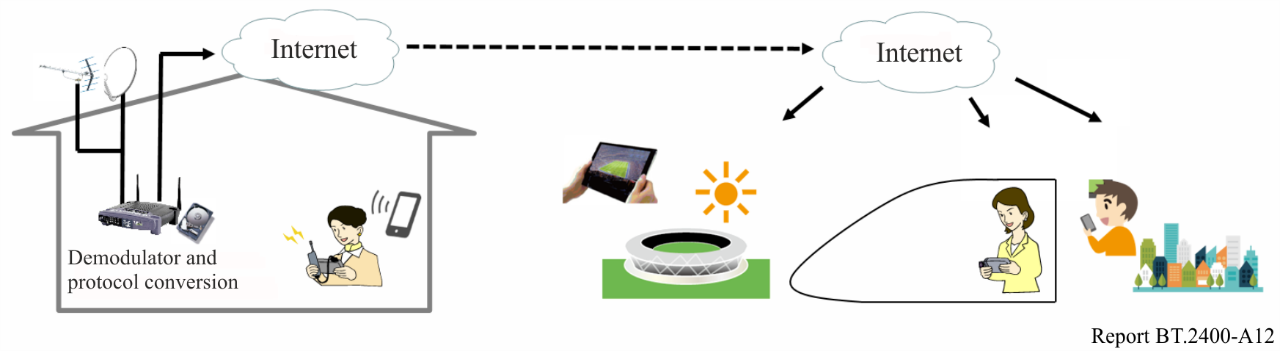 Internet
Internet
Demodulator and
protocol conversion
Report BT.2400-A12